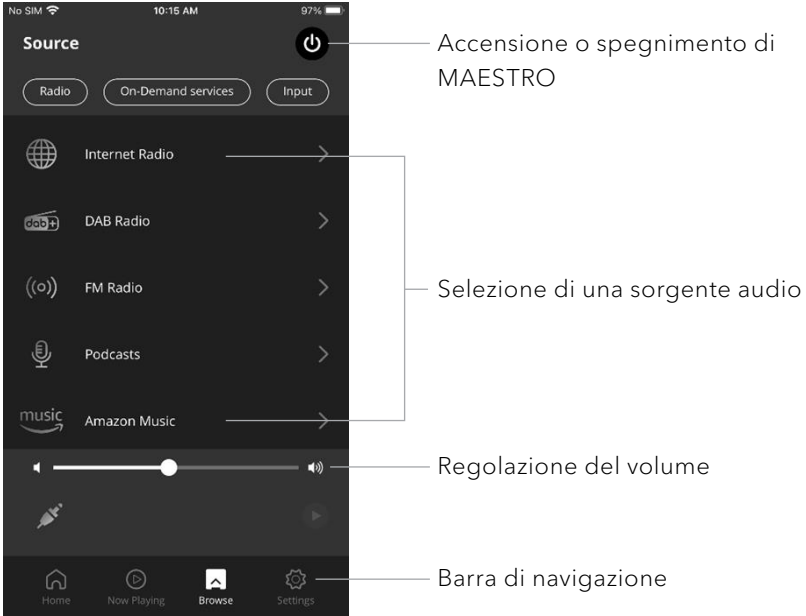 No SIM 10:15 AM 97%
Source
Accensione o spegnimento di
MAESTRO
Radio On-Demand services Input
Internet Radio
dab+ DAB Radio
Selezione di una sorgente audio
FM Radio
Podcasts
music Amazon Music
Regolazione del volume
Barra di navigazione
Home Now Playing Browse Settings